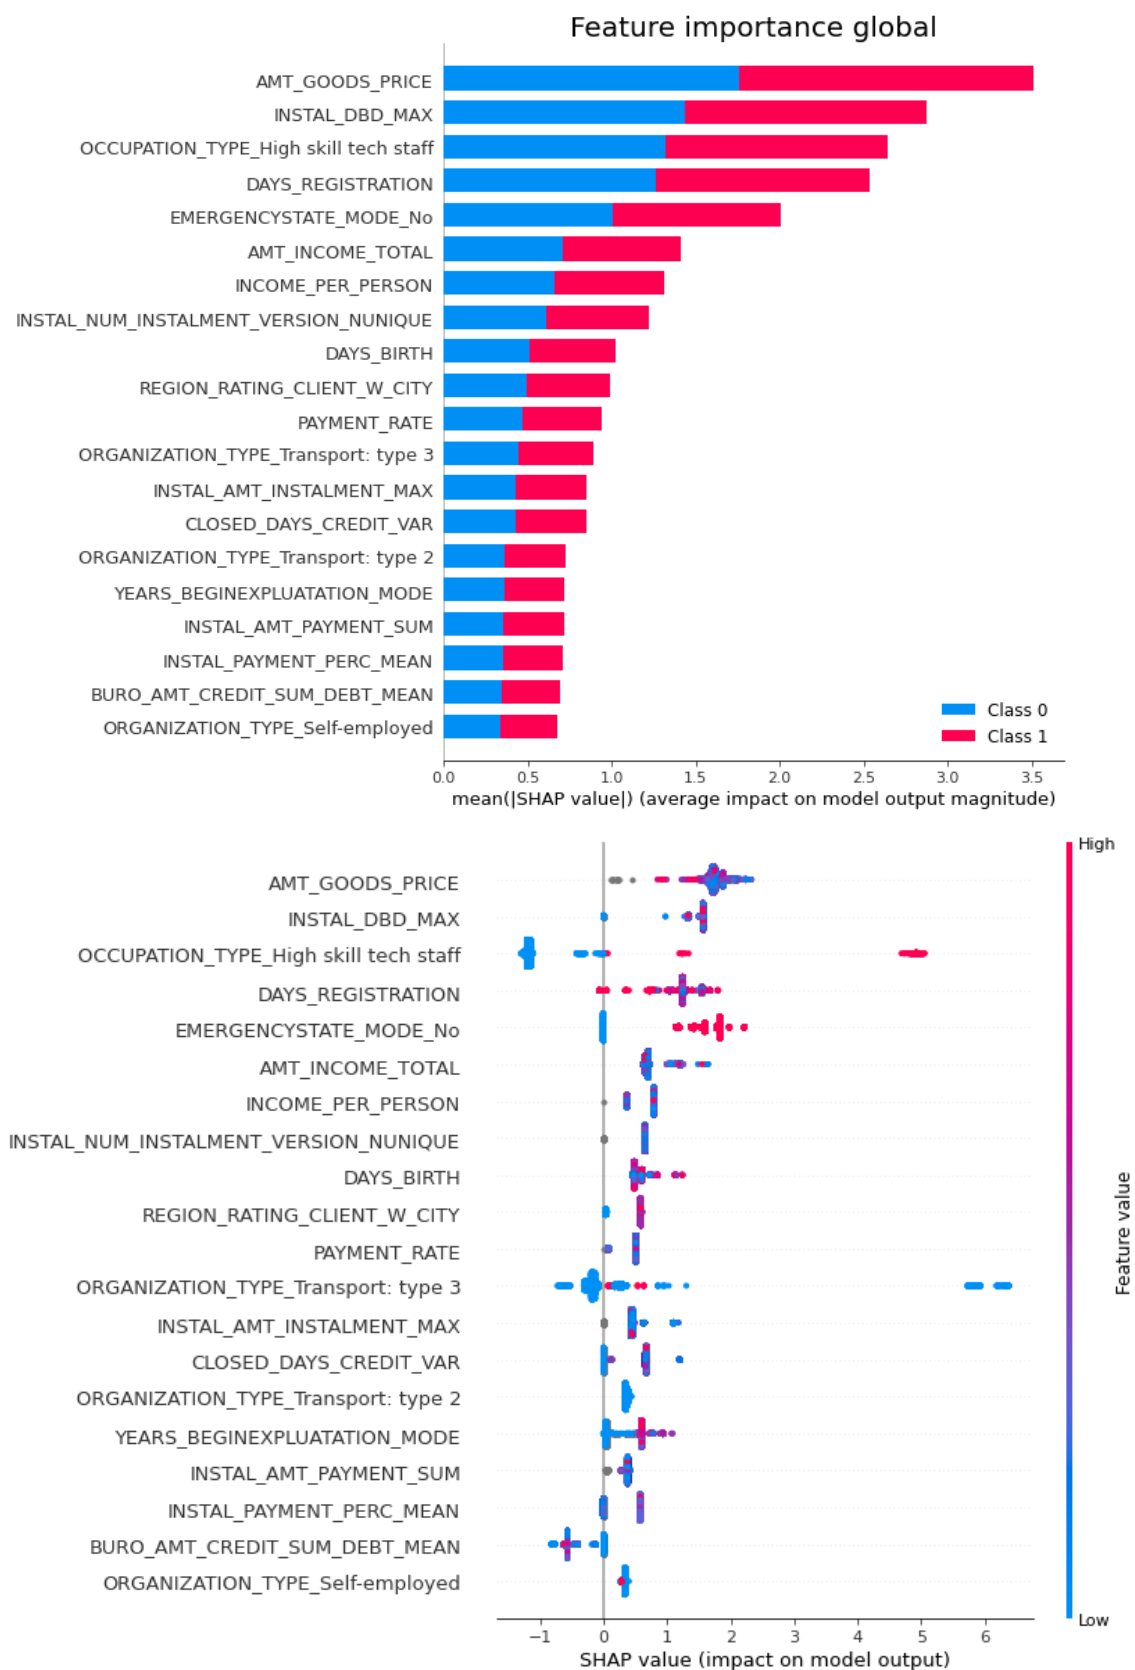 Feature importance global
AMT_GOODS_PRICE
INSTAL_DBD_MAX
OCCUPATION_TYPE_High skill tech staff
DAYS_REGISTRATION
EMERGENCYSTATE_MODE_No
AMT_INCOME_TOTAL
INCOME_PER_PERSON
INSTAL_NUM_INSTALMENT_VERSION_NUNIQUE
DAYS_BIRTH
REGION_RATING_CLIENT_W_CITY
PAYMENT_RATE
ORGANIZATION_TYPE_Transport: type 3
INSTAL_AMT_INSTALMENT_MAX
CLOSED_DAYS_CREDIT_VAR
ORGANIZATION_TYPE_Transport: type 2
YEARS_BEGINEXPLUATATION_MODE
INSTAL_AMT_PAYMENT_SUM
INSTAL_PAYMENT_PERC_MEAN
BURO_AMT_CREDIT_SUM_DEBT_MEAN
ORGANIZATION_TYPE_Self-employed
Class 0
Class 1
0.0 0.5 1.0 1.5 2.0 2.5 3.0 3.5
mean(|SHAP value|) (average impact on model output magnitude)
High
AMT_GOODS_PRICE
INSTAL_DBD_MAX
OCCUPATION_TYPE_High skill tech staff
DAYS_REGISTRATION
EMERGENCYSTATE_MODE_No
AMT_INCOME_TOTAL
INCOME_PER_PERSON
INSTAL_NUM_INSTALMENT_VERSION_NUNIQUE
DAYS_BIRTH
REGION_RATING_CLIENT_W_CITY
PAYMENT_RATE
ORGANIZATION_TYPE_Transport: type 3
INSTAL_AMT_INSTALMENT_MAX
CLOSED_DAYS_CREDIT_VAR
ORGANIZATION_TYPE_Transport: type 2
YEARS_BEGINEXPLUATATION_MODE
INSTAL_AMT_PAYMENT_SUM
INSTAL_PAYMENT_PERC_MEAN
BURO_AMT_CREDIT_SUM_DEBT_MEAN
ORGANIZATION_TYPE_Self-employed
Feature value
Low
−1 0 1 2 3 4 5 6
SHAP value (impact on model output)